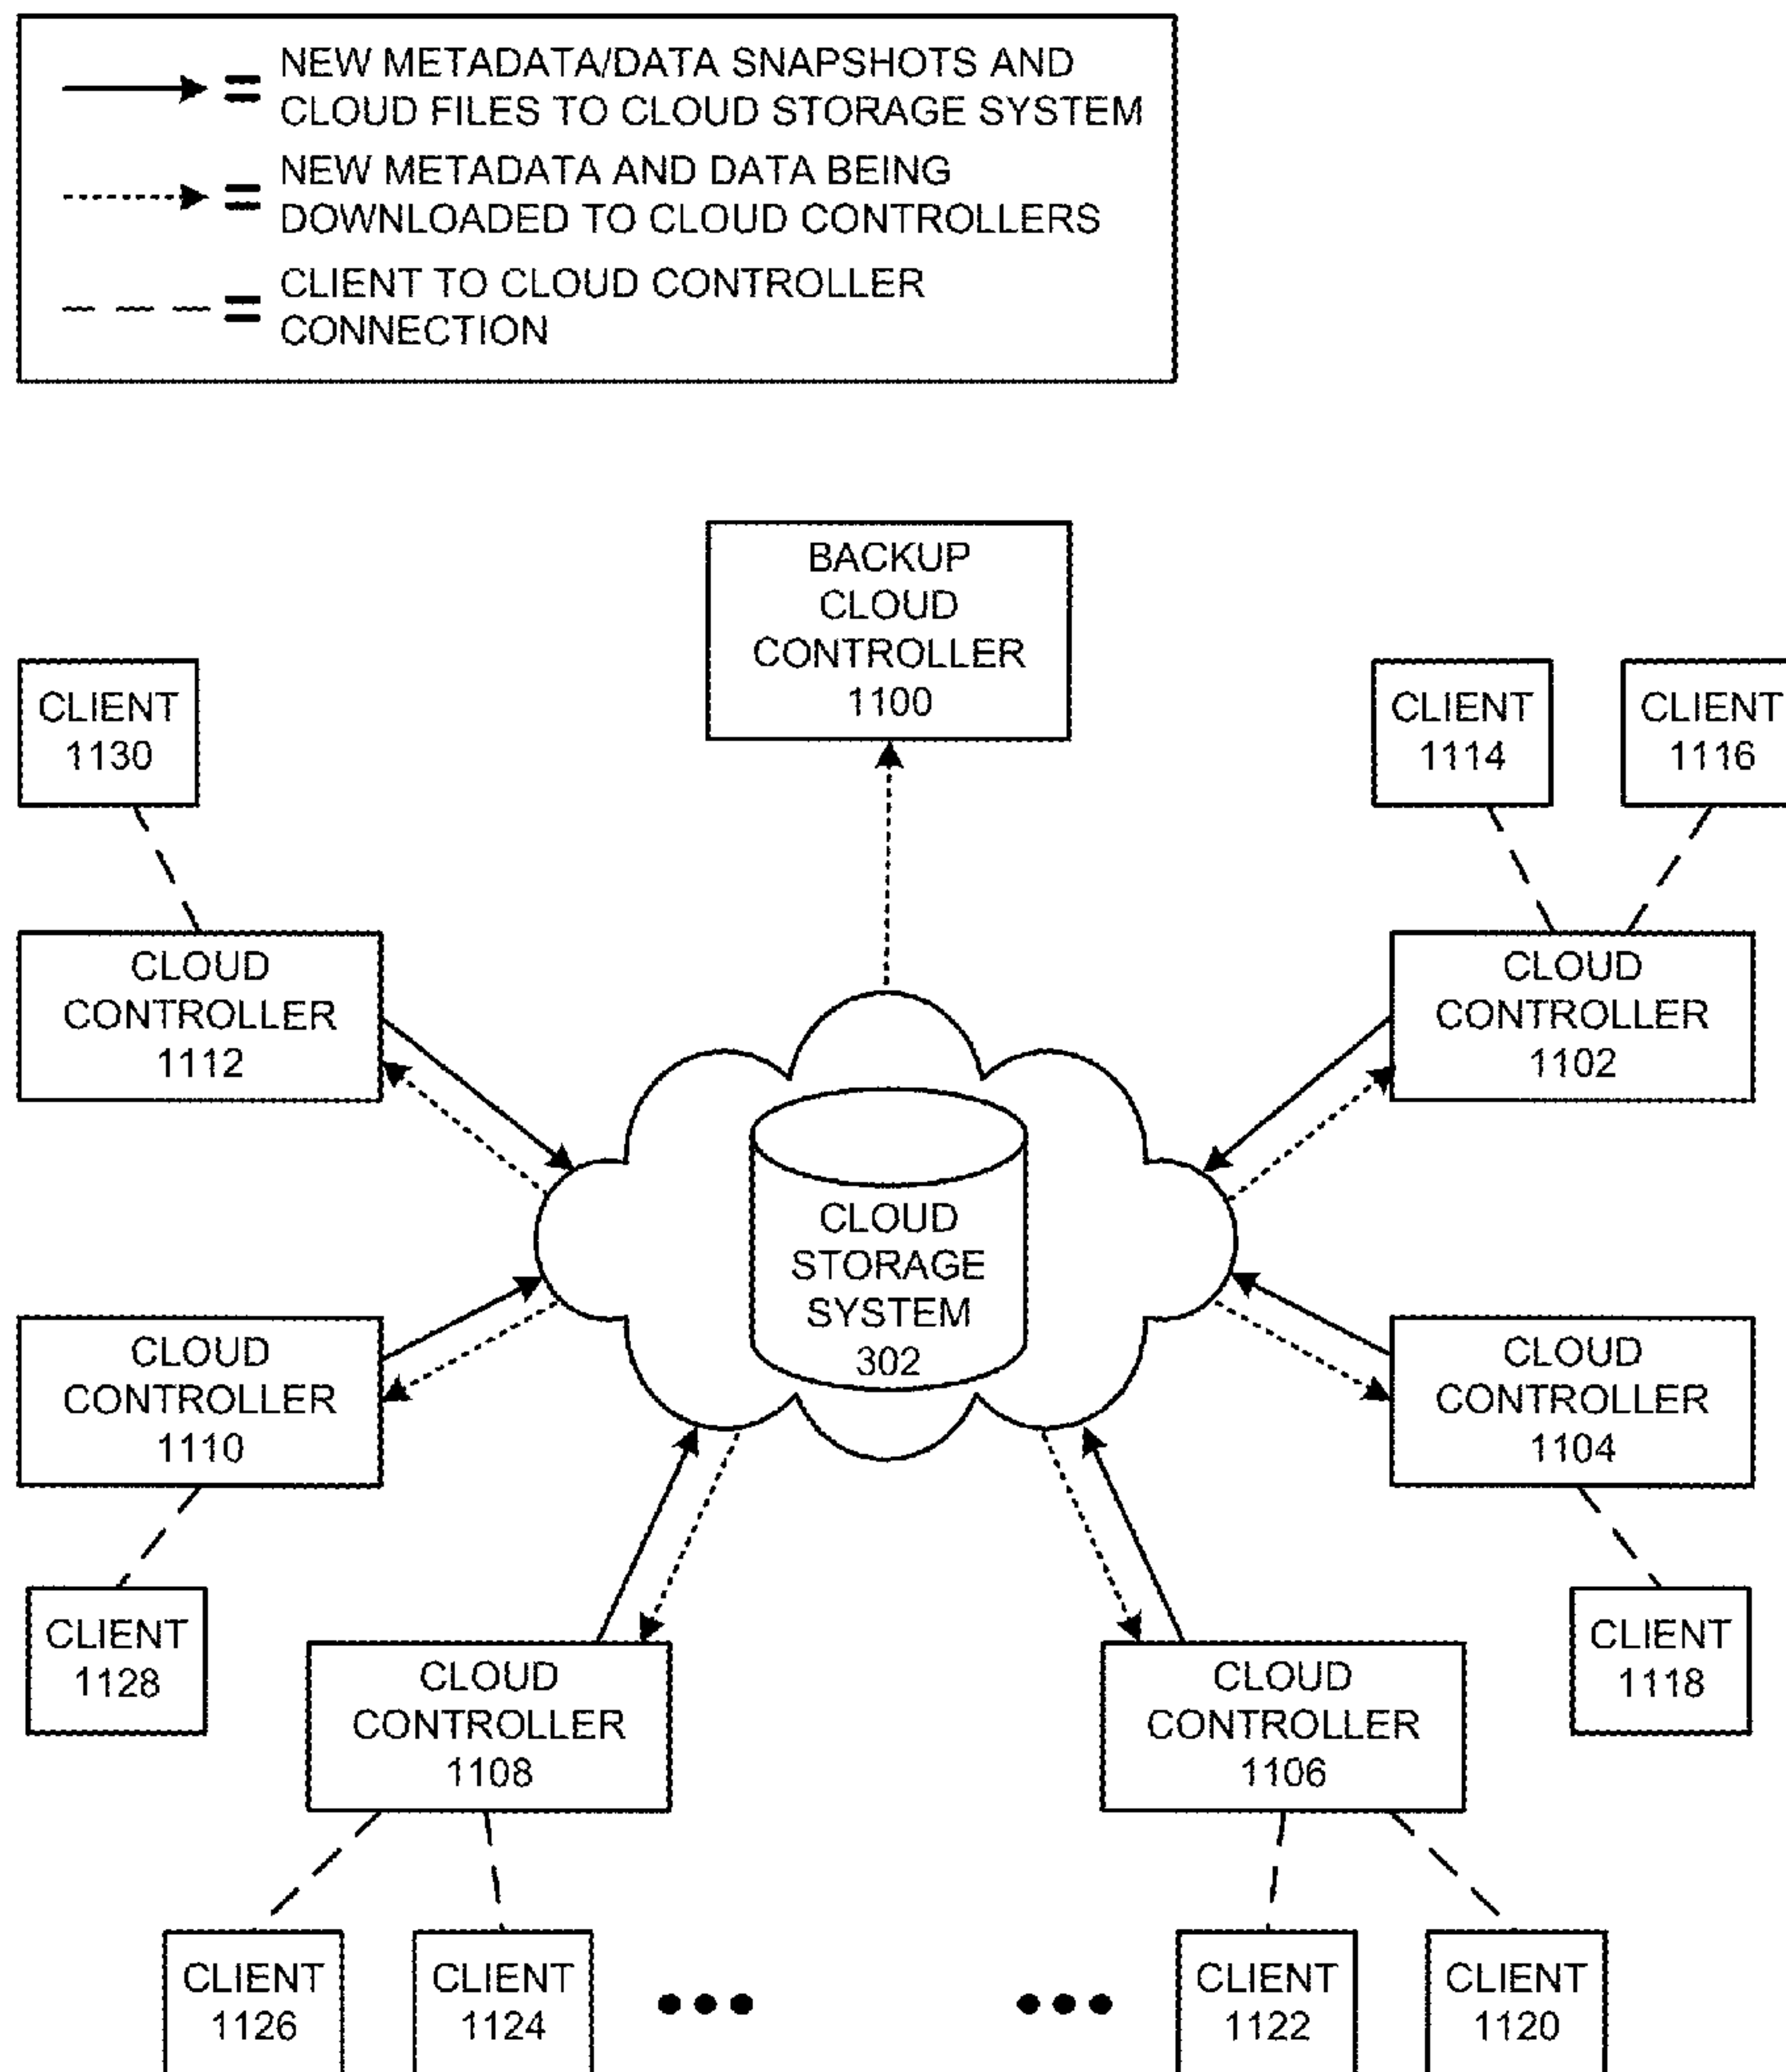 = NEW METADATA/DATA SNAPSHOTS AND
CLOUD FILES TO CLOUD STORAGE SYSTEM
= NEW METADATA AND DATA BEING
DOWNLOADED TO CLOUD CONTROLLERS
= CLIENT TO CLOUD CONTROLLER
CONNECTION
BACKUP
CLOUD
CONTROLLER
1100
CLIENT
1130
CLIENT
1114
CLIENT
1116
CLOUD
CONTROLLER
1112
CLOUD
CONTROLLER
1102
CLOUD
STORAGE
SYSTEM
302
CLOUD
CONTROLLER
1110
CLOUD
CONTROLLER
1104
CLIENT
1128
CLIENT
1118
CLOUD
CONTROLLER
1108
CLOUD
CONTROLLER
1106
CLIENT
1126
CLIENT
1124
•••
•••
CLIENT
1122
CLIENT
1120